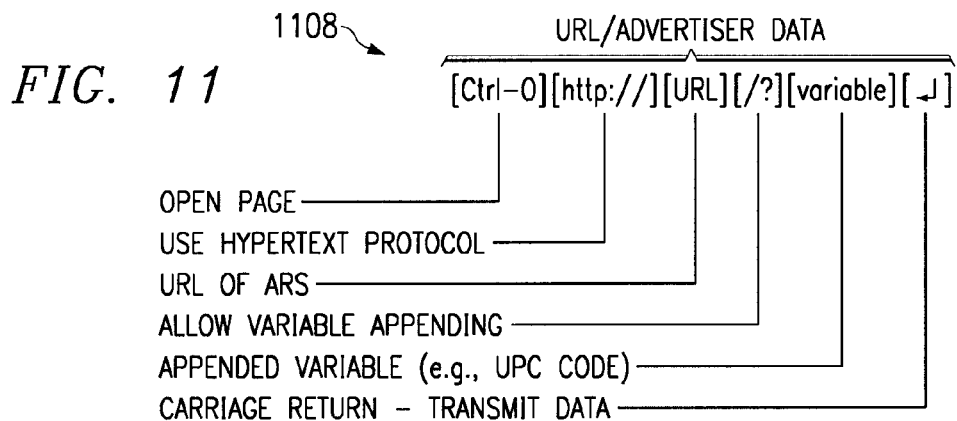 1108
URL/ADVERTISER DATA
FIG. 11
[Ctrl-O][http://][URL][/?][variable][↲]
OPEN PAGE
USE HYPERTEXT PROTOCOL
URL OF ARS
ALLOW VARIABLE APPENDING
APPENDED VARIABLE (e.g., UPC CODE)
CARRIAGE RETURN - TRANSMIT DATA